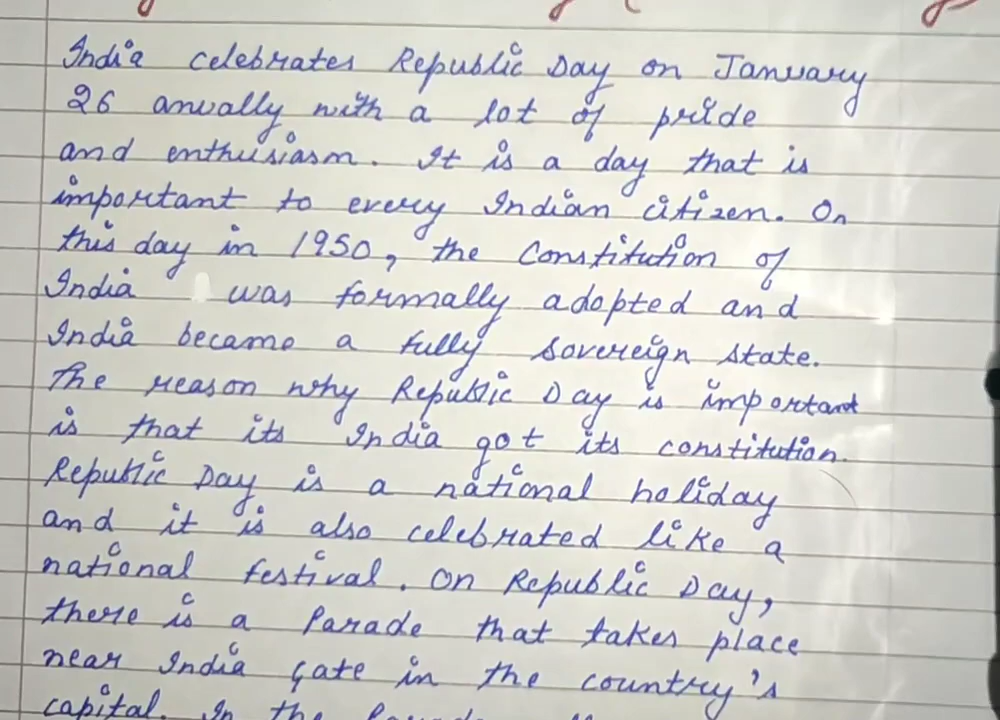 India celebrates Republic Day on January
26 anually with a lot of pride
and enthusiasm. It is a day that is
important to every Indian citizen. On
this day in 1950, the Constitution of
India was formally adopted and
India became a fully sovereign state.
The reason why Republic Day is important
is that its India got its constitution.
Republic Day is a national holiday
and it is also celebrated like a
national festival. On Republic Day,
there is a Parade that takes place
near India Gate in the country's
capital. In the